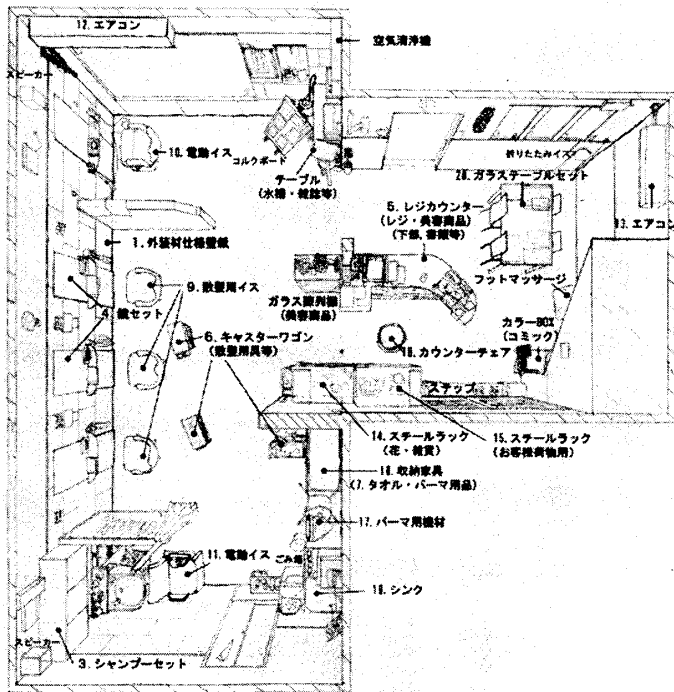 12.エアコン
空気清浄機
スピーカー
10.電動イス
コルクボード
テーブル
(水槽・雑誌等)
折りたたみイス
20.ガラステーブルセット
5.レジカウンター
(レジ・美容商品)
(下部、書類等)
13.エアコン
1.外装材仕様壁紙
9.散髪用イス
ガラス陳列棚
(美容商品)
フットマッサージ
4.鏡セット
6.キャスターワゴン
(散髪用具等)
カラーBOX
(コミック)
カウンターチェア
ステップ
14.スチールラック
(花・雑貨)
15.スチールラック
(お客様荷物用)
収納家具
(7.タオル・パーマ用品)
17.パーマ用機材
11.電動イス
ごみ箱
シンク
スピーカー
3.シャンプーセット